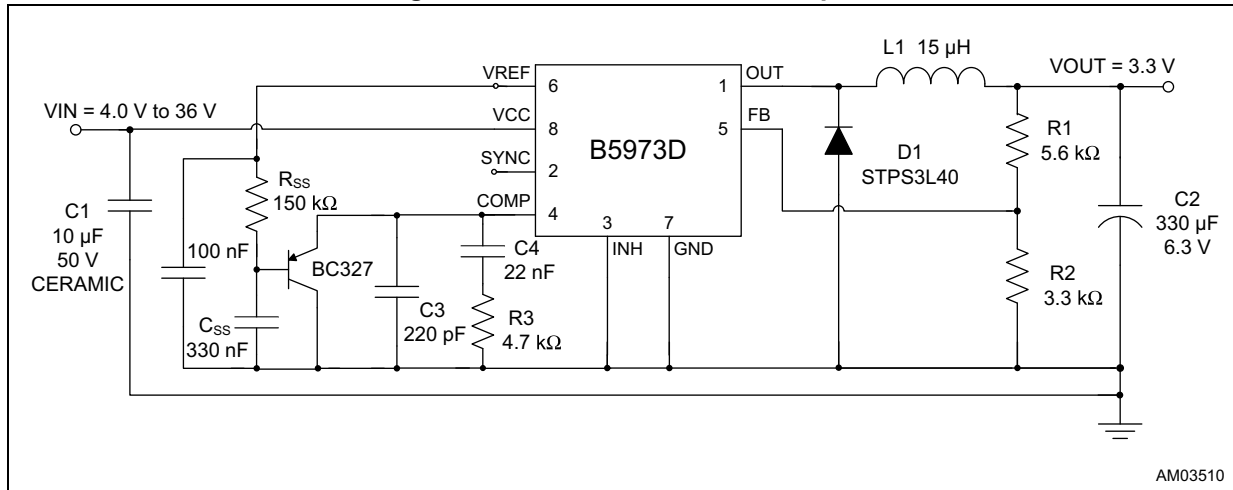 L1 15 µH
VREF
OUT
VOUT = 3.3 V
6
1
VIN = 4.0 V to 36 V
VCC
FB
8
5
R1
5.6 kΩ
B5973D
SYNC
2
D1
STPS3L40
RSS
150 kΩ
COMP
4
C1
10 µF
50 V
CERAMIC
3
7
C2
330 µF
6.3 V
INH
GND
100 nF
BC327
C4
22 nF
R2
3.3 kΩ
C3
220 pF
R3
4.7 kΩ
CSS
330 nF
AM03510